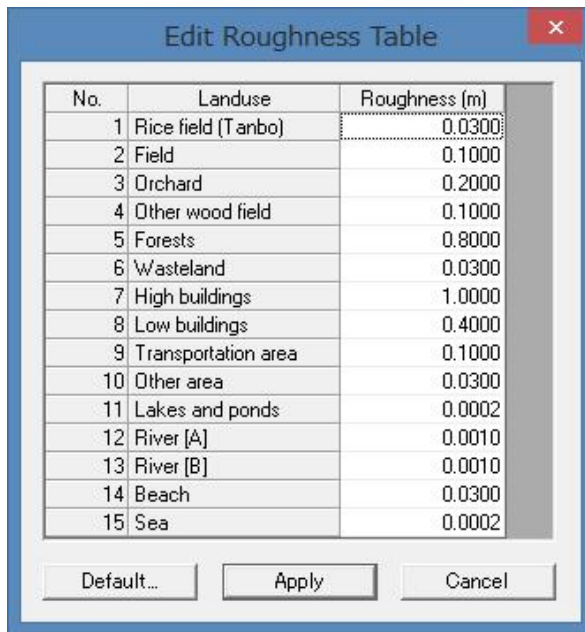 Edit Roughness Table
No. Landuse Roughness (m)
1 Rice field (Tanbo) 0.0300
2 Field 0.1000
3 Orchard 0.2000
4 Other wood field 0.1000
5 Forests 0.8000
6 Wasteland 0.0300
7 High buildings 1.0000
8 Low buildings 0.4000
9 Transportation area 0.1000
10 Other area 0.0300
11 Lakes and ponds 0.0002
12 River [A] 0.0010
13 River [B] 0.0010
14 Beach 0.0300
15 Sea 0.0002
Default... Apply Cancel